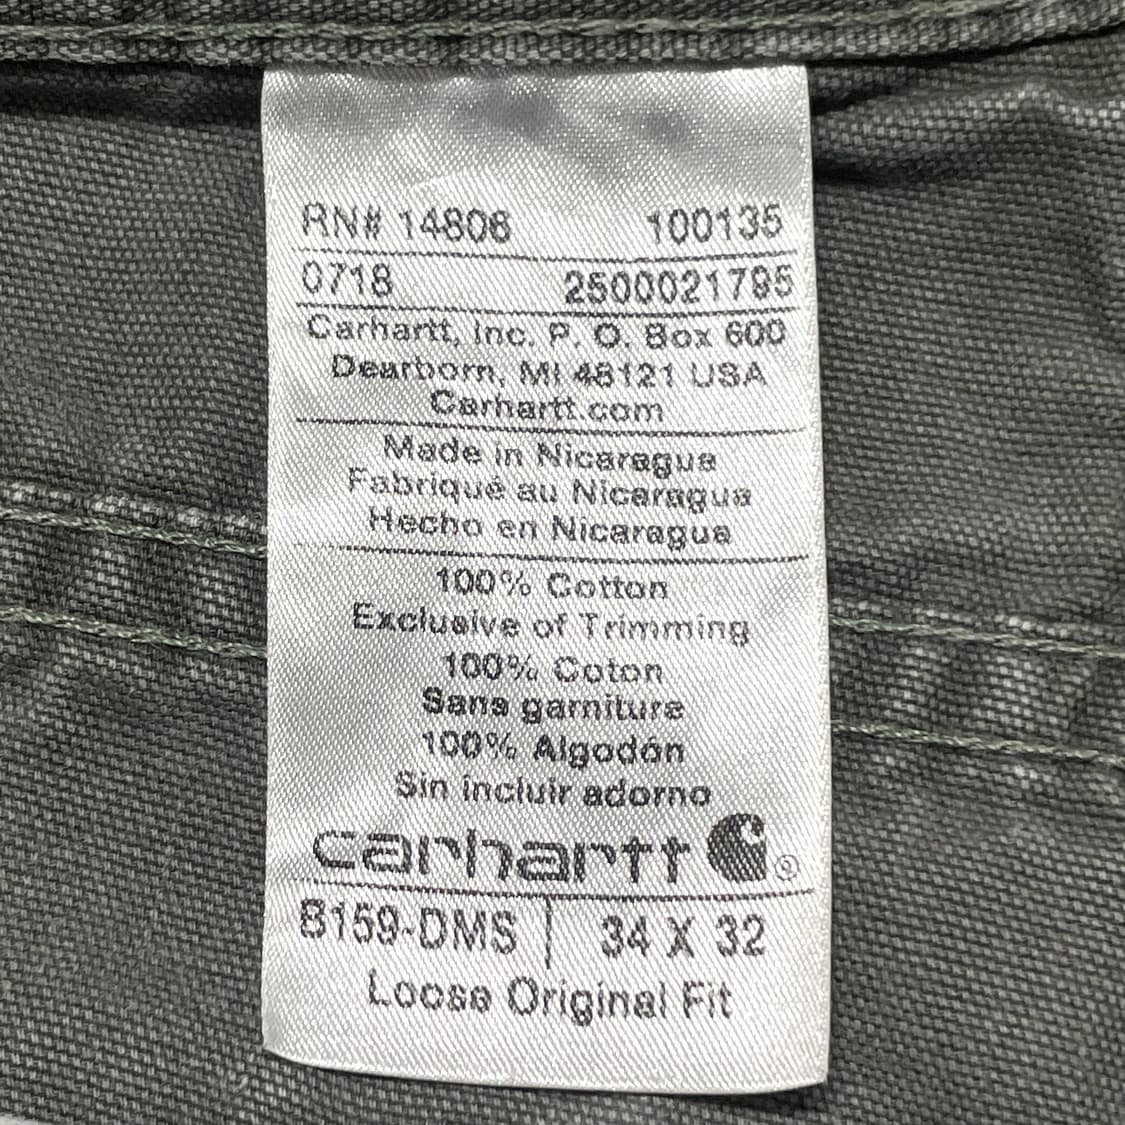 RN# 14806 100135
0718 2500021795
Carhartt, Inc. P. O. Box 600
Dearborn, MI 48121 USA
Carhartt.com
Made in Nicaragua
Fabriqué au Nicaragua
Hecho en Nicaragua
100% Cotton
Exclusive of Trimming
100% Coton
Sans garniture
100% Algodón
Sin incluir adorno
carhartt ®
B159-DMS | 34 X 32
Loose Original Fit